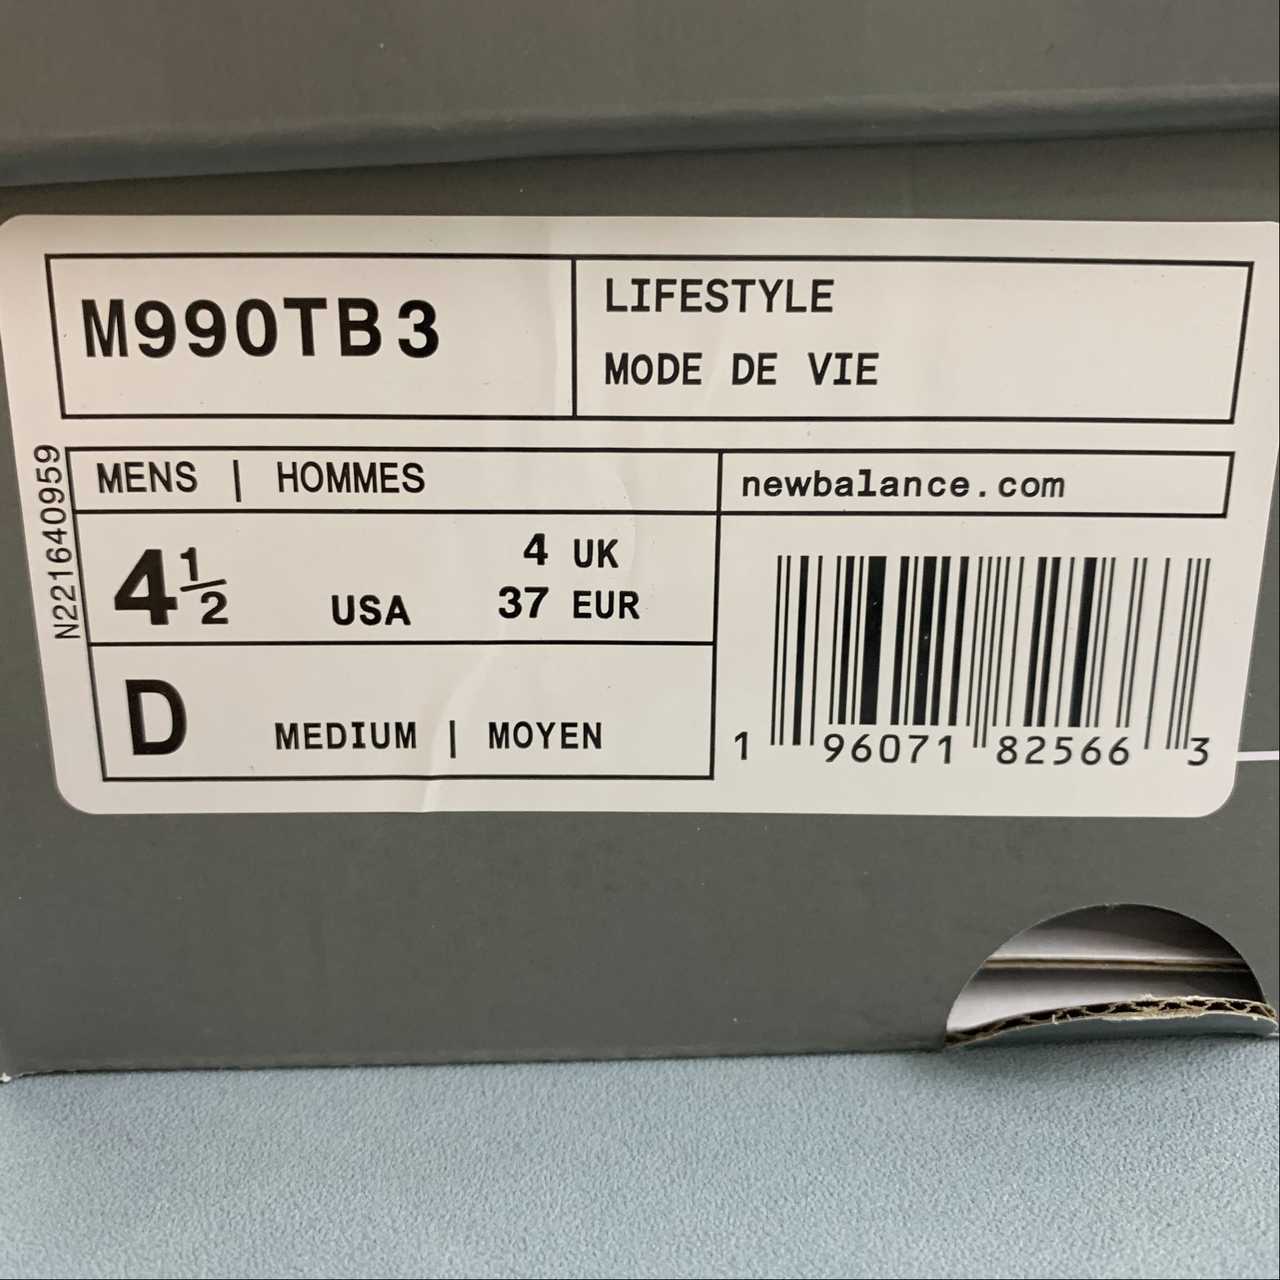 M990TB3
LIFESTYLE
MODE DE VIE
N221640959
MENS | HOMMES
newbalance.com
4½ USA
4 UK
37 EUR
D MEDIUM | MOYEN
1 96071 82566 3